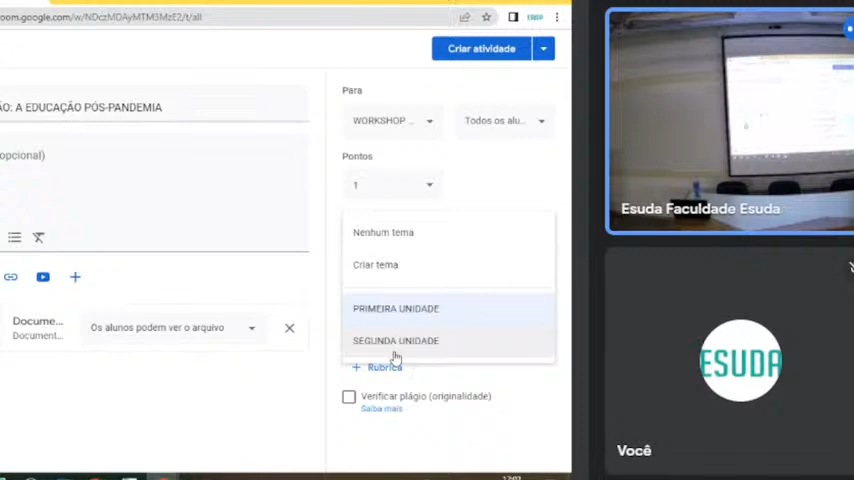 oom.google.com/w/NDczMDAyMTM3MzE2/t/all
ESUDA
Criar atividade
ÃO: A EDUCAÇÃO PÓS-PANDEMIA
Para
WORKSHOP ...
Todos os alu...
opcional)
Pontos
1
Nenhum tema
Criar tema
PRIMEIRA UNIDADE
SEGUNDA UNIDADE
Docume...
Document...
Os alunos podem ver o arquivo
+ Rubrica
Verificar plágio (originalidade)
Saiba mais
Esuda Faculdade Esuda
ESUDA
Você